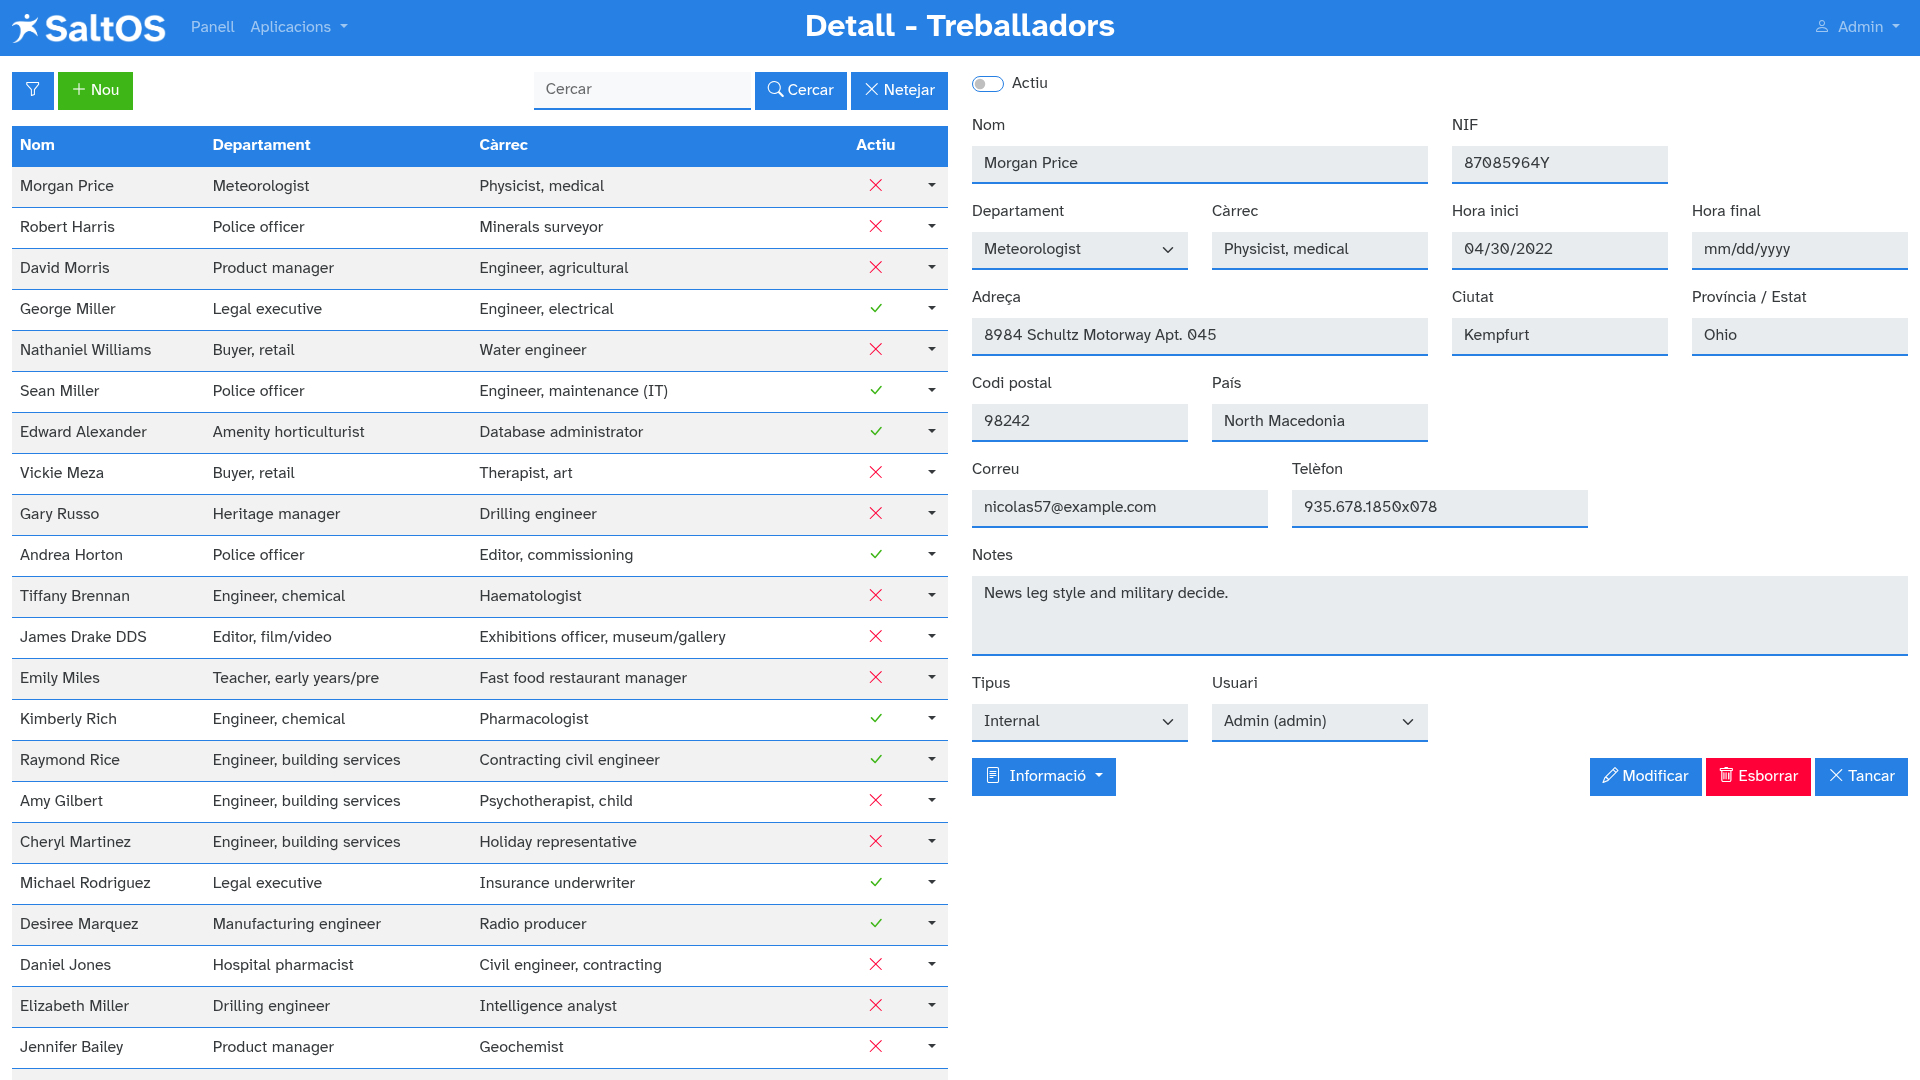 SaltOS Panell Aplicacions Detall - Treballadors Admin
Nou Cercar Cercar Netejar
Nom Departament Càrrec Actiu
Morgan Price Meteorologist Physicist, medical
Robert Harris Police officer Minerals surveyor
David Morris Product manager Engineer, agricultural
George Miller Legal executive Engineer, electrical
Nathaniel Williams Buyer, retail Water engineer
Sean Miller Police officer Engineer, maintenance (IT)
Edward Alexander Amenity horticulturist Database administrator
Vickie Meza Buyer, retail Therapist, art
Gary Russo Heritage manager Drilling engineer
Andrea Horton Police officer Editor, commissioning
Tiffany Brennan Engineer, chemical Haematologist
James Drake DDS Editor, film/video Exhibitions officer, museum/gallery
Emily Miles Teacher, early years/pre Fast food restaurant manager
Kimberly Rich Engineer, chemical Pharmacologist
Raymond Rice Engineer, building services Contracting civil engineer
Amy Gilbert Engineer, building services Psychotherapist, child
Cheryl Martinez Engineer, building services Holiday representative
Michael Rodriguez Legal executive Insurance underwriter
Desiree Marquez Manufacturing engineer Radio producer
Daniel Jones Hospital pharmacist Civil engineer, contracting
Elizabeth Miller Drilling engineer Intelligence analyst
Jennifer Bailey Product manager Geochemist
Actiu
Nom NIF
Morgan Price 87085964Y
Departament Càrrec Hora inici Hora final
Meteorologist Physicist, medical 04/30/2022 mm/dd/yyyy
Adreça Ciutat Província / Estat
8984 Schultz Motorway Apt. 045 Kempfurt Ohio
Codi postal País
98242 North Macedonia
Correu Telèfon
nicolas57@example.com 935.678.1850x078
Notes
News leg style and military decide.
Tipus Usuari
Internal Admin (admin)
Informació Modificar Esborrar Tancar